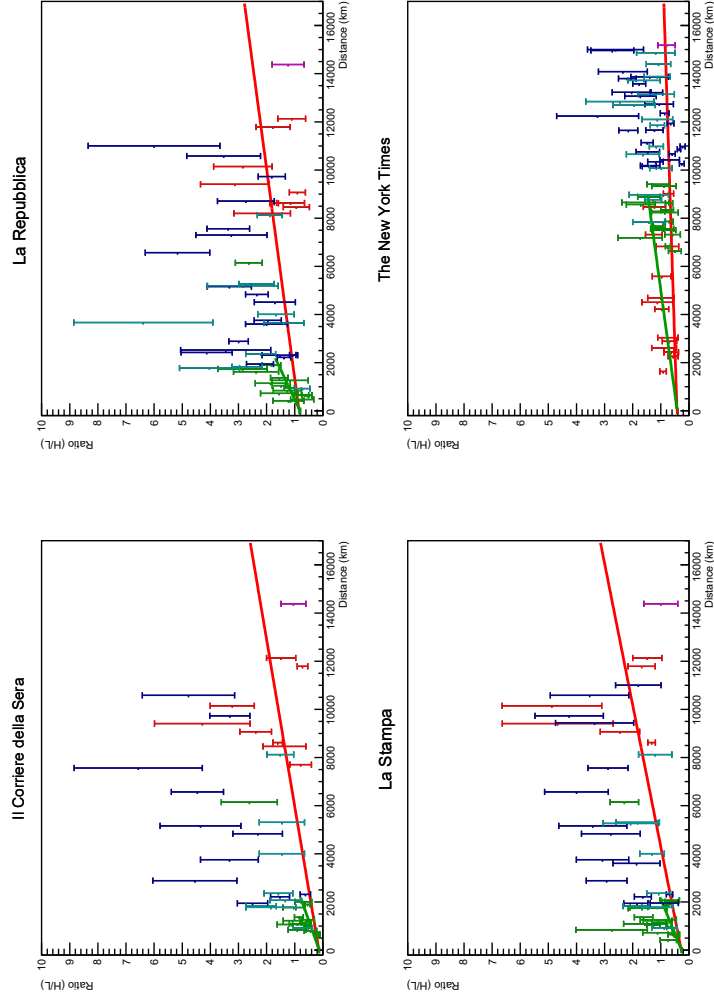 Il Corriere della Sera
Ratio (H/L)
10
9
8
7
6
5
4
3
2
1
0
0 2000 4000 6000 8000 10000 12000 14000 16000
Distance (km)
La Repubblica
Ratio (H/L)
10
9
8
7
6
5
4
3
2
1
0
0 2000 4000 6000 8000 10000 12000 14000 16000
Distance (km)
La Stampa
Ratio (H/L)
10
9
8
7
6
5
4
3
2
1
0
0 2000 4000 6000 8000 10000 12000 14000 16000
Distance (km)
The New York Times
Ratio (H/L)
10
9
8
7
6
5
4
3
2
1
0
0 2000 4000 6000 8000 10000 12000 14000 16000
Distance (km)